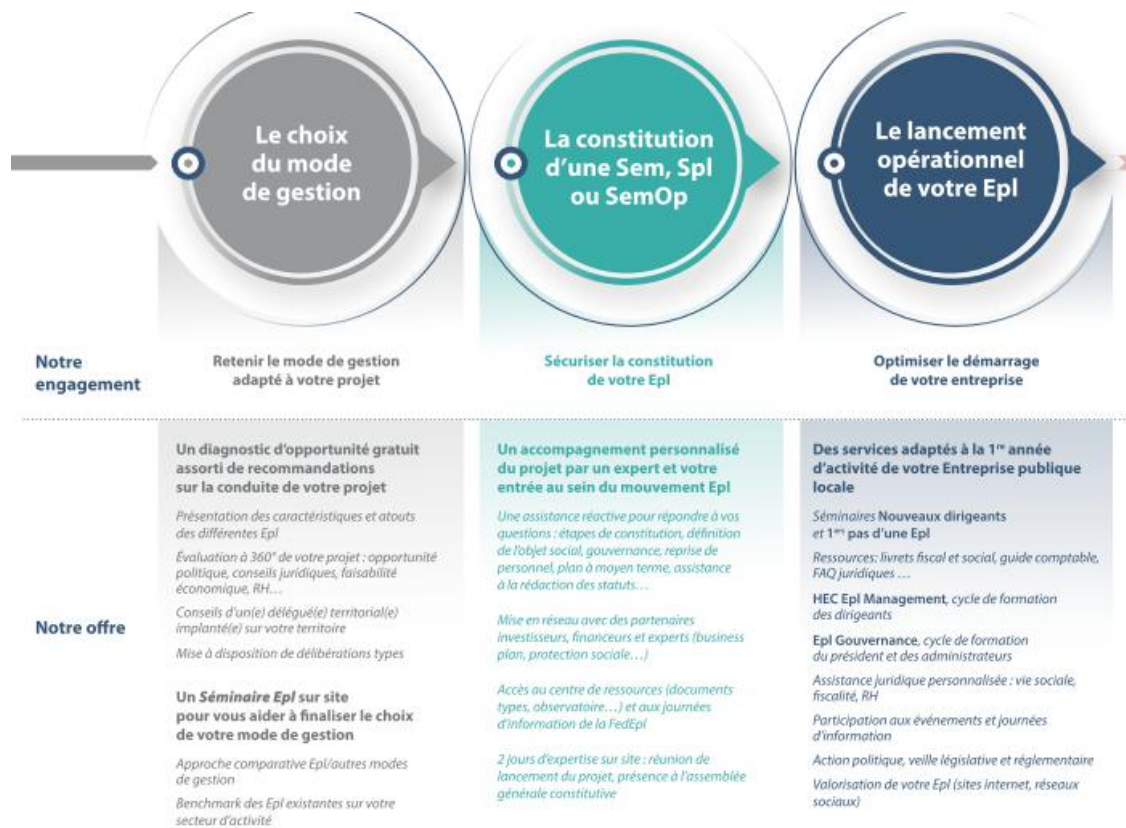 Le choix
du mode
de gestion
La constitution
d'une Sem, Spl
ou SemOp
Le lancement
opérationnel
de votre Epl
Notre
engagement
Retenir le mode de gestion
adapté à votre projet
Sécuriser la constitution
de votre Epl
Optimiser le démarrage
de votre entreprise
Notre offre
Un diagnostic d'opportunité gratuit
assorti de recommandations
sur la conduite de votre projet
Présentation des caractéristiques et atouts
des différentes Epl
Évaluation à 360° de votre projet : opportunité
politique, conseils juridiques, faisabilité
économique, RH…
Conseils d'un(e) délégué(e) territorial(e)
implanté(e) sur votre territoire
Mise à disposition de délibérations types
Un Séminaire Epl sur site
pour vous aider à finaliser le choix
de votre mode de gestion
Approche comparative Epl/autres modes
de gestion
Benchmark des Epl existantes sur votre
secteur d'activité
Un accompagnement personnalisé
du projet par un expert et votre
entrée au sein du mouvement Epl
Une assistance réactive pour répondre à vos
questions : étapes de constitution, définition
de l'objet social, gouvernance, reprise de
personnel, plan à moyen terme, assistance
à la rédaction des statuts…
Mise en réseau avec des partenaires
investisseurs, financeurs et experts (business
plan, protection sociale…)
Accès au centre de ressources (documents
types, observatoire…) et aux journées
d'information de la FedEpl
2 jours d'expertise sur site : réunion de
lancement du projet, présence à l'assemblée
générale constitutive
Des services adaptés à la 1re année
d'activité de votre Entreprise publique
locale
Séminaires Nouveaux dirigeants
et 1ers pas d'une Epl
Ressources: livrets fiscal et social, guide comptable,
FAQ juridiques …
HEC Epl Management, cycle de formation
des dirigeants
Epl Gouvernance, cycle de formation
du président et des administrateurs
Assistance juridique personnalisée : vie sociale,
fiscalité, RH
Participation aux événements et journées
d'information
Action politique, veille législative et réglementaire
Valorisation de votre Epl (sites internet, réseaux
sociaux)